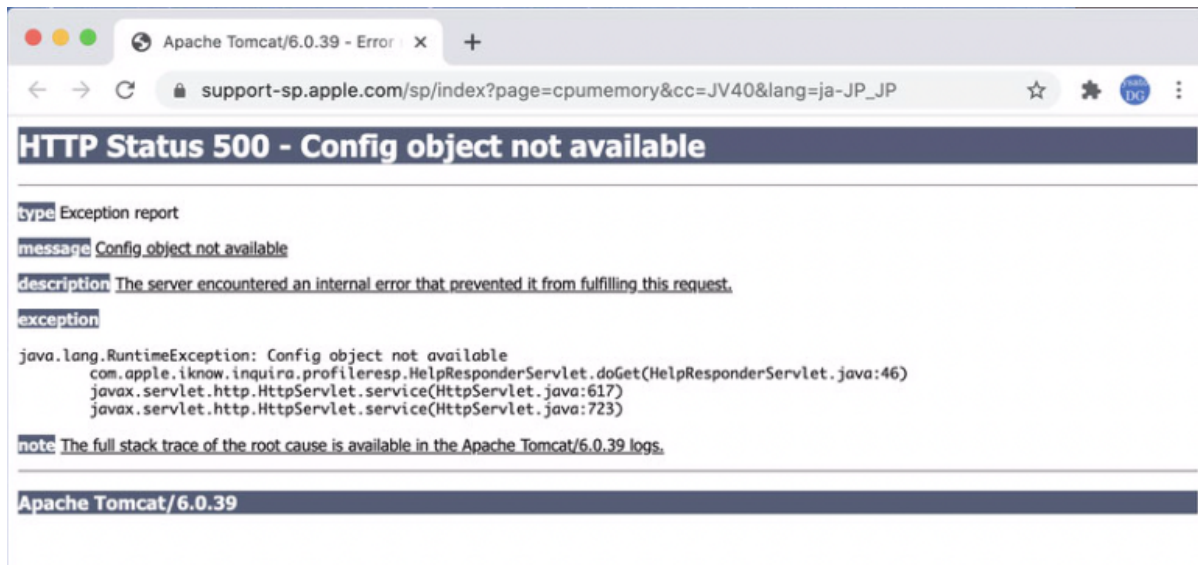 Apache Tomcat/6.0.39 - Error
support-sp.apple.com/sp/index?page=cpumemory&cc=JV40&lang=ja-JP_JP
DG
HTTP Status 500 - Config object not available
type Exception report
message Config object not available
description The server encountered an internal error that prevented it from fulfilling this request.
exception
java.lang.RuntimeException: Config object not available
com.apple.iknow.inquira.profileresp.HelpResponderServlet.doGet(HelpResponderServlet.java:46)
javax.servlet.http.HttpServlet.service(HttpServlet.java:617)
javax.servlet.http.HttpServlet.service(HttpServlet.java:723)
note The full stack trace of the root cause is available in the Apache Tomcat/6.0.39 logs.
Apache Tomcat/6.0.39